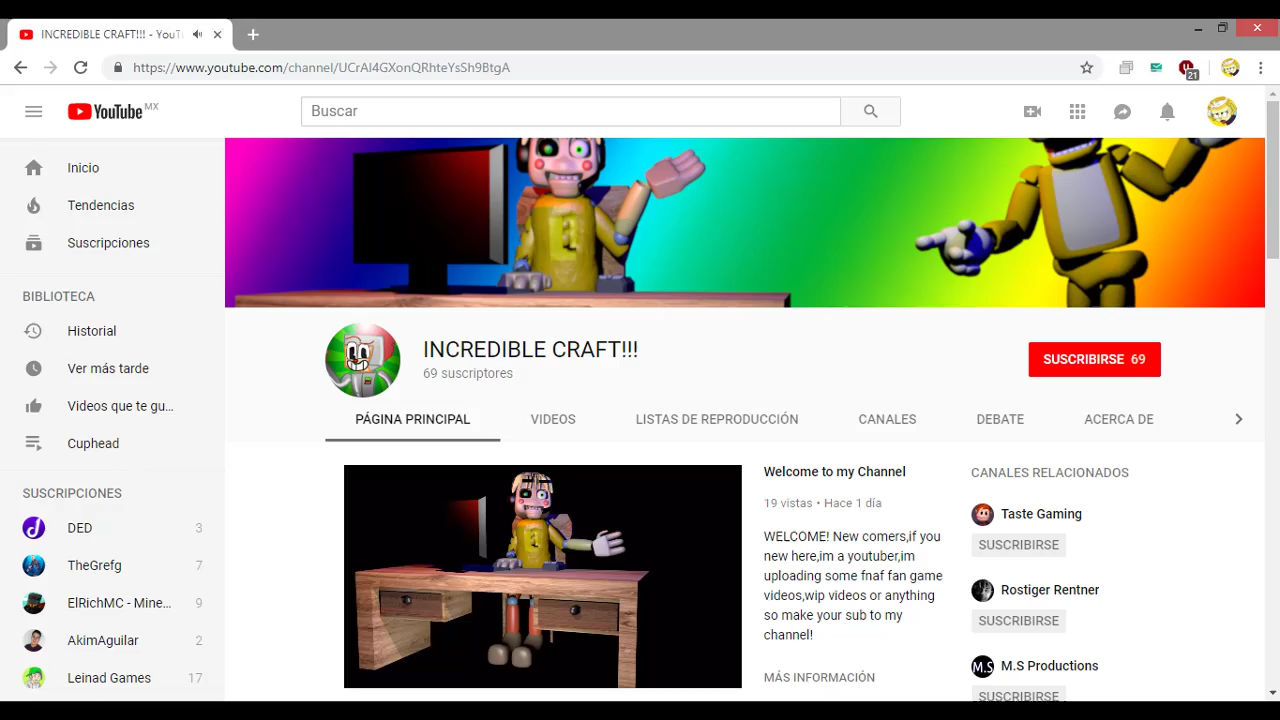 INCREDIBLE CRAFT!!! - YouTu
https://www.youtube.com/channel/UCrAl4GXonQRhteYsSh9BtgA
21
YouTube MX
Buscar
Inicio
Tendencias
Suscripciones
BIBLIOTECA
Historial
Ver más tarde
Videos que te gu...
Cuphead
SUSCRIPCIONES
DED 3
TheGrefg 7
ElRichMC - Mine... 9
AkimAguilar 2
Leinad Games 17
INCREDIBLE CRAFT!!!
69 suscriptores
SUSCRIBIRSE 69
PÁGINA PRINCIPAL VIDEOS LISTAS DE REPRODUCCIÓN CANALES DEBATE ACERCA DE
Welcome to my Channel
19 vistas • Hace 1 día
WELCOME! New comers,if you
new here,im a youtuber,im
uploading some fnaf fan game
videos,wip videos or anything
so make your sub to my
channel!
MÁS INFORMACIÓN
CANALES RELACIONADOS
Taste Gaming
SUSCRIBIRSE
Rostiger Rentner
SUSCRIBIRSE
M.S
M.S Productions
SUSCRIBIRSE